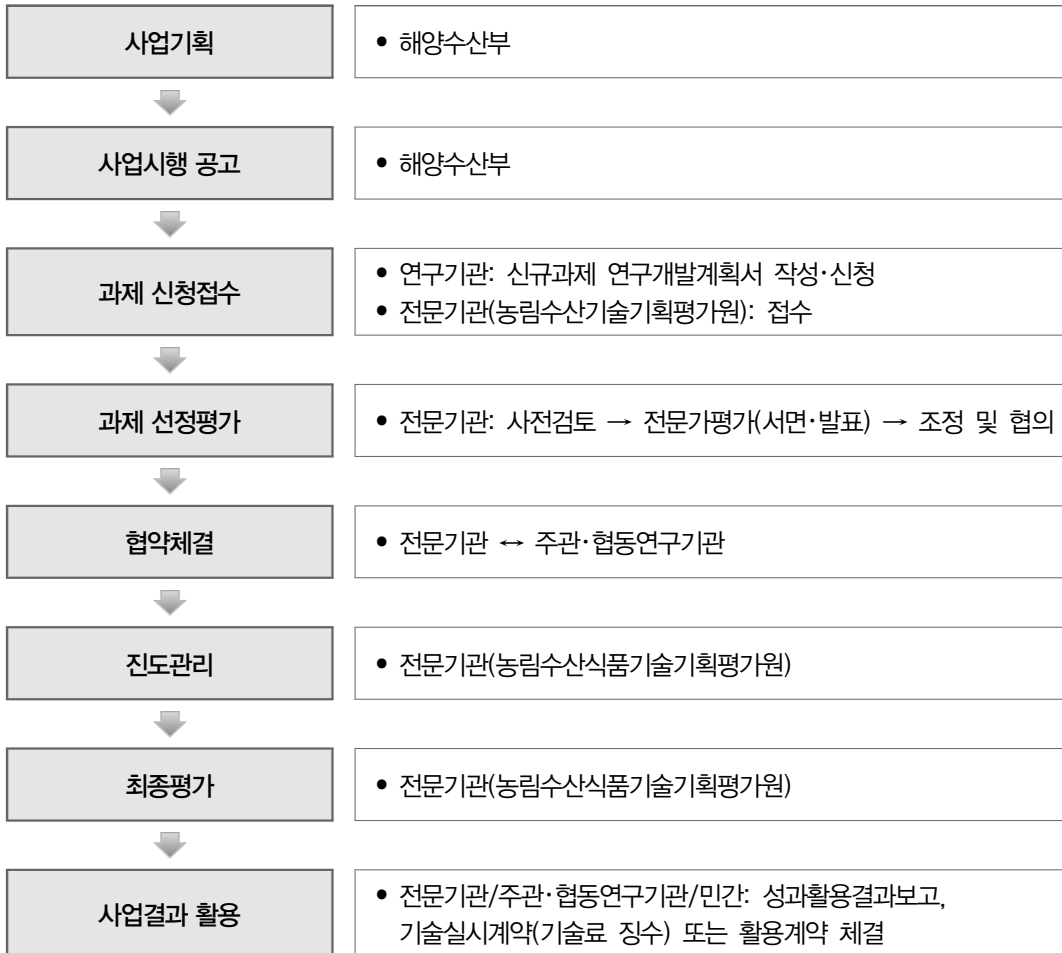 사업기획
• 해양수산부
사업시행 공고
• 해양수산부
과제 신청접수
• 연구기관: 신규과제 연구개발계획서 작성·신청
• 전문기관(농림수산기술기획평가원): 접수
과제 선정평가
• 전문기관: 사전검토 → 전문가평가(서면·발표) → 조정 및 협의
협약체결
• 전문기관 ↔ 주관·협동연구기관
진도관리
• 전문기관(농림수산식품기술기획평가원)
최종평가
• 전문기관(농림수산식품기술기획평가원)
사업결과 활용
• 전문기관/주관·협동연구기관/민간: 성과활용결과보고,
기술실시계약(기술료 징수) 또는 활용계약 체결